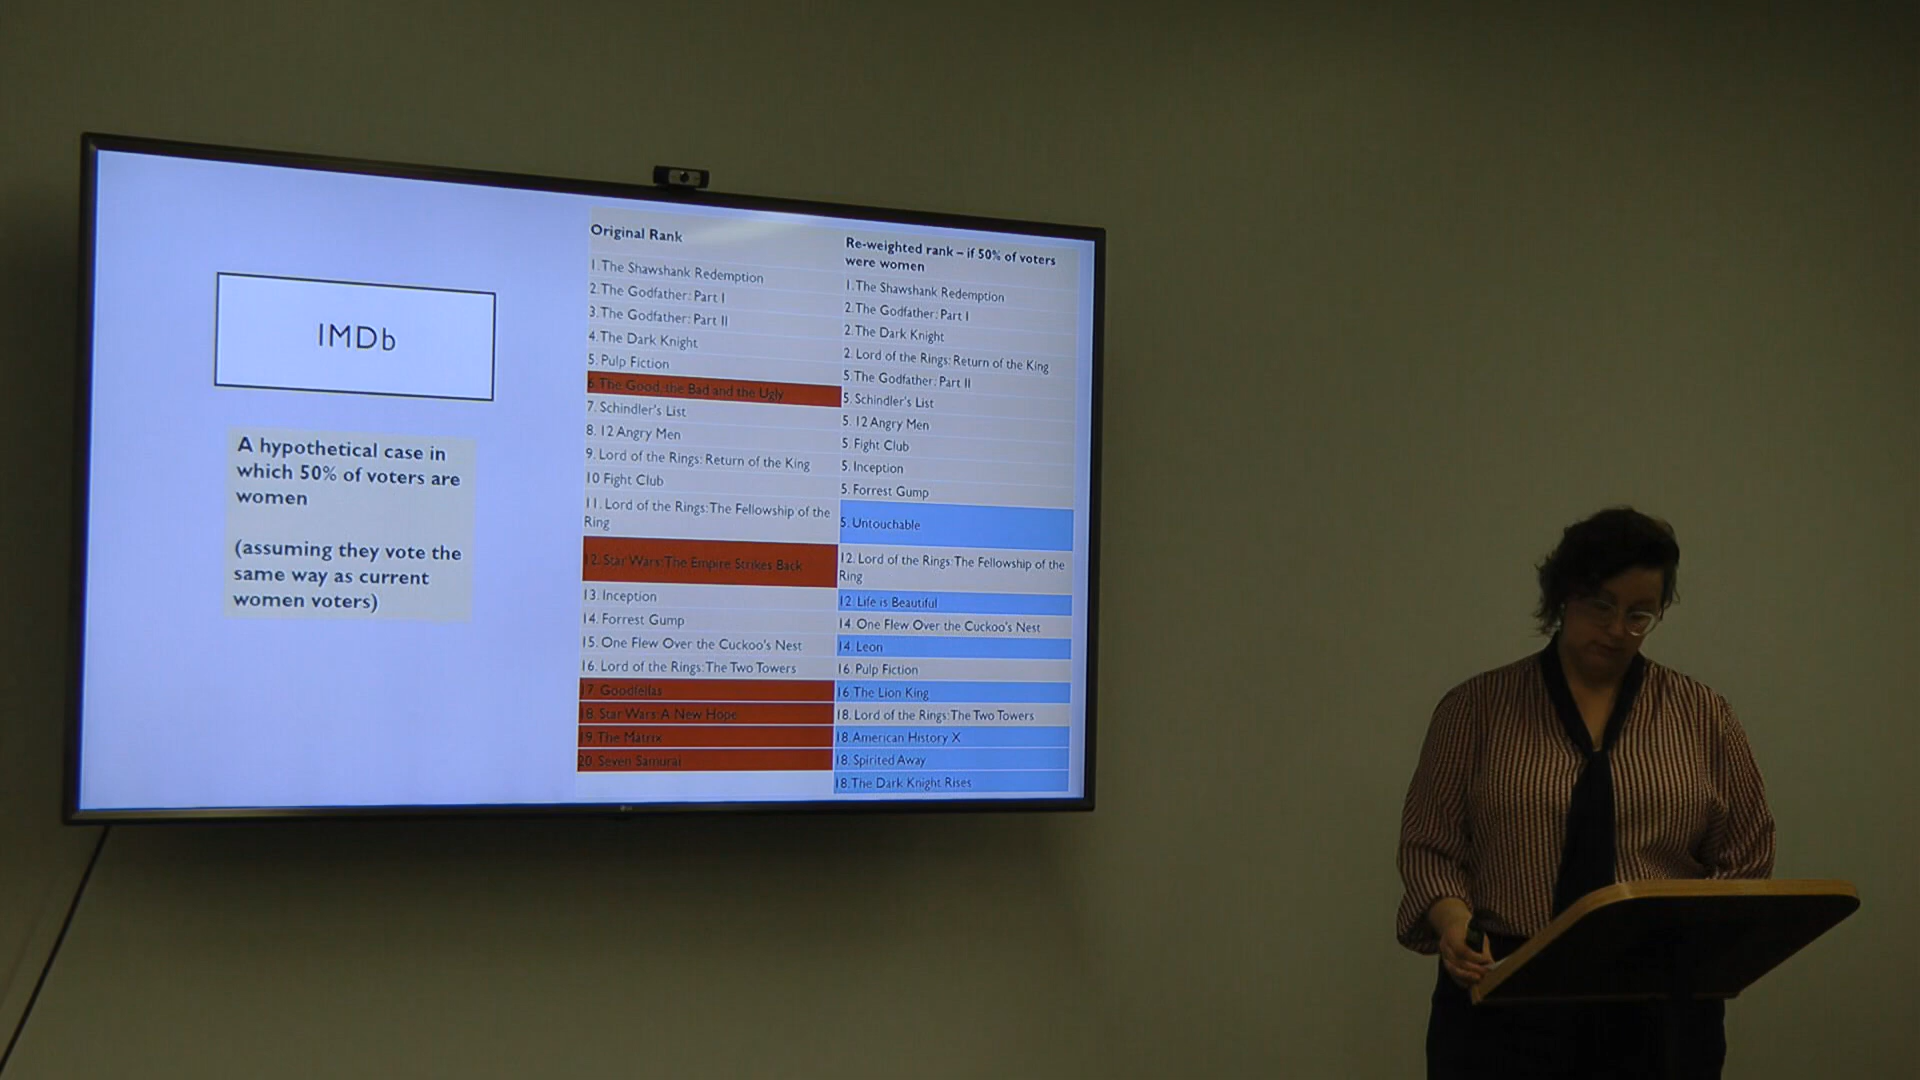 IMDb
A hypothetical case in
which 50% of voters are
women
(assuming they vote the
same way as current
women voters)
Original Rank
1. The Shawshank Redemption
2. The Godfather: Part I
3. The Godfather: Part II
4. The Dark Knight
5. Pulp Fiction
6. The Good, the Bad and the Ugly
7. Schindler's List
8. 12 Angry Men
9. Lord of the Rings: Return of the King
10 Fight Club
11. Lord of the Rings: The Fellowship of the
Ring
12. Star Wars: The Empire Strikes Back
13. Inception
14. Forrest Gump
15. One Flew Over the Cuckoo's Nest
16. Lord of the Rings: The Two Towers
17. Goodfellas
18. Star Wars: A New Hope
19. The Matrix
20. Seven Samurai
Re-weighted rank – if 50% of voters
were women
1. The Shawshank Redemption
2. The Godfather: Part I
2. The Dark Knight
2. Lord of the Rings: Return of the King
5. The Godfather: Part II
5. Schindler's List
5. 12 Angry Men
5. Fight Club
5. Inception
5. Forrest Gump
5. Untouchable
12. Lord of the Rings: The Fellowship of the
Ring
12. Life is Beautiful
14. One Flew Over the Cuckoo's Nest
14. Leon
16. Pulp Fiction
16. The Lion King
18. Lord of the Rings: The Two Towers
18. American History X
18. Spirited Away
18. The Dark Knight Rises